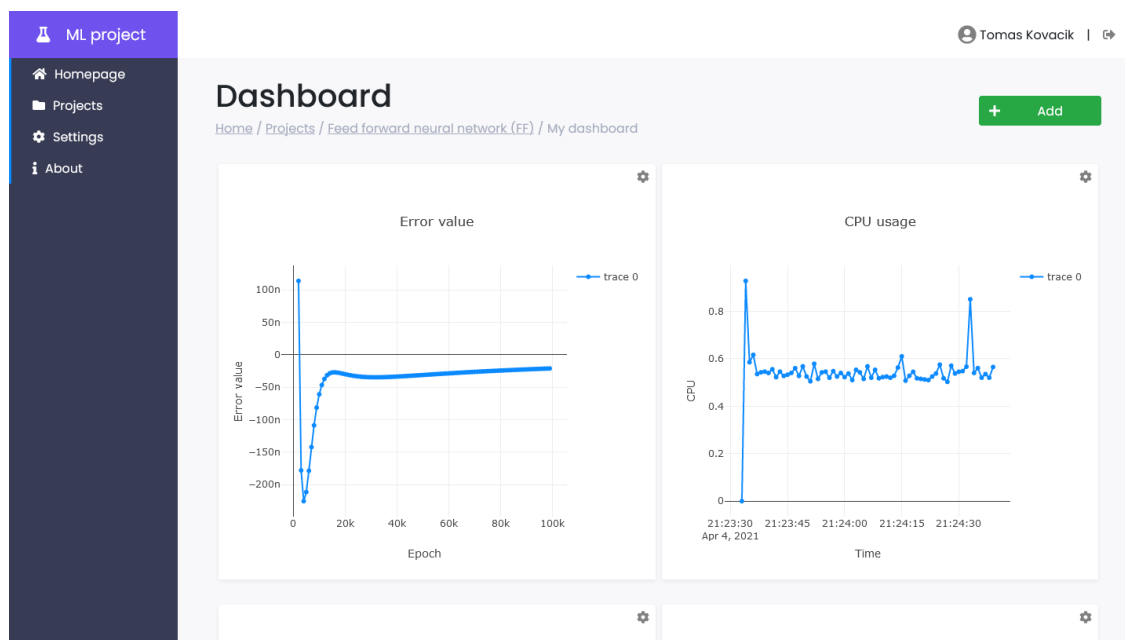 ML project
Tomas Kovacik |
Homepage
Projects
Settings
About
Dashboard
Home / Projects / Feed forward neural network (FF) / My dashboard
+ Add
Error value
trace 0
100n
50n
0
−50n
−100n
−150n
−200n
Error value
0 20k 40k 60k 80k 100k
Epoch
CPU usage
trace 0
0.8
0.6
0.4
0.2
0
CPU
21:23:30 21:23:45 21:24:00 21:24:15 21:24:30
Apr 4, 2021
Time